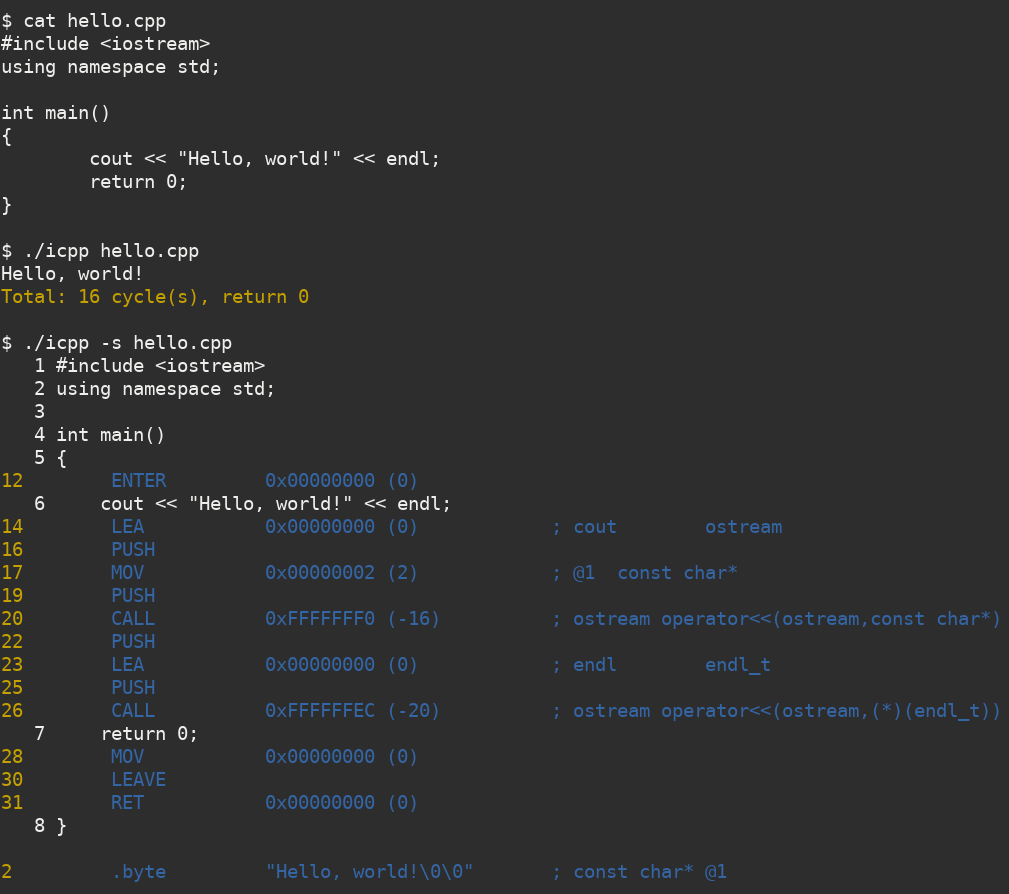 $ cat hello.cpp
#include <iostream>
using namespace std;

int main()
{
        cout << "Hello, world!" << endl;
        return 0;
}

$ ./icpp hello.cpp
Hello, world!
Total: 16 cycle(s), return 0

$ ./icpp -s hello.cpp
   1 #include <iostream>
   2 using namespace std;
   3
   4 int main()
   5 {
12        ENTER         0x00000000 (0)
   6     cout << "Hello, world!" << endl;
14        LEA           0x00000000 (0)            ; cout        ostream
16        PUSH
17        MOV           0x00000002 (2)            ; @1  const char*
19        PUSH
20        CALL          0xFFFFFFF0 (-16)          ; ostream operator<<(ostream,const char*)
22        PUSH
23        LEA           0x00000000 (0)            ; endl        endl_t
25        PUSH
26        CALL          0xFFFFFFEC (-20)          ; ostream operator<<(ostream,(*)(endl_t))
   7     return 0;
28        MOV           0x00000000 (0)
30        LEAVE
31        RET           0x00000000 (0)
   8 }

2         .byte         "Hello, world!\0\0"       ; const char* @1